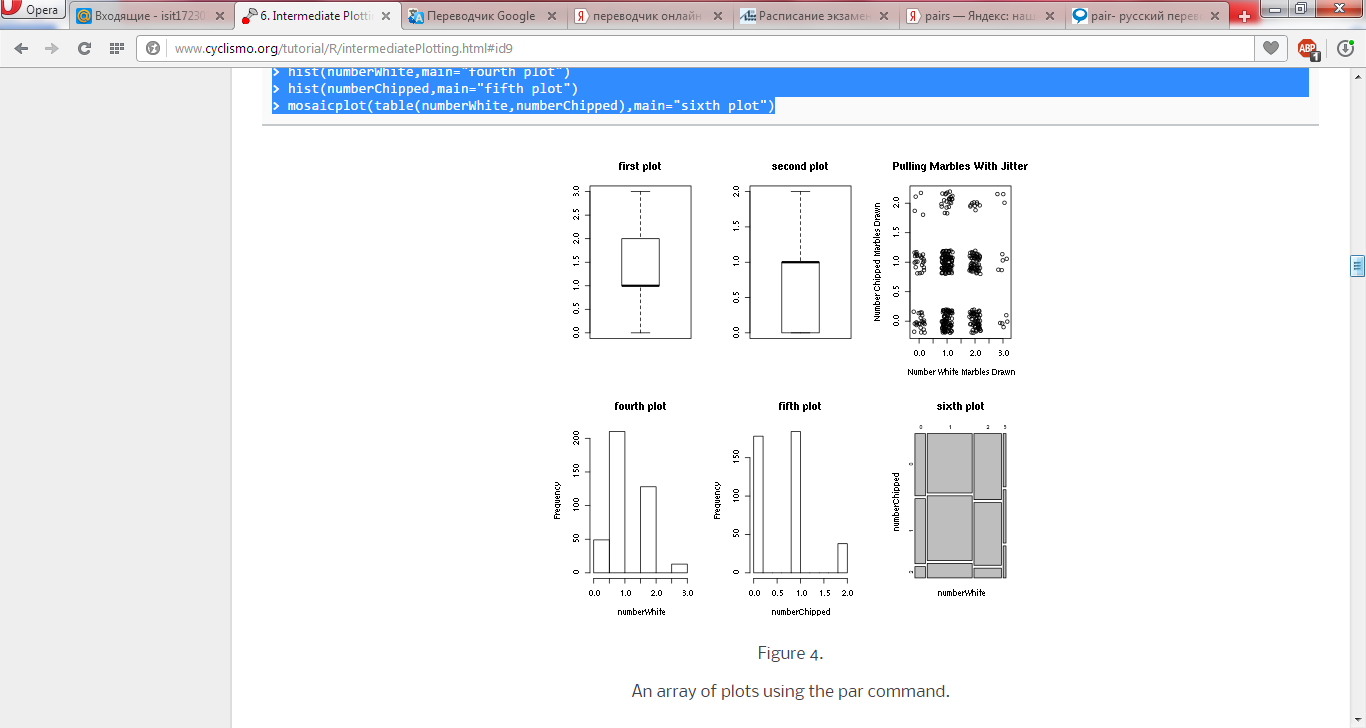 Opera
Входящие - isit17230
6. Intermediate Plottin
Переводчик Google
переводчик онлайн
Расписание экзамен
pairs — Яндекс: наш
pair- русский перев
www.cyclismo.org/tutorial/R/intermediatePlotting.html#id9
ABP
1
> hist(numberWhite,main="fourth plot")
> hist(numberChipped,main="fifth plot")
> mosaicplot(table(numberWhite,numberChipped),main="sixth plot")
first plot
3.0
2.5
2.0
1.5
1.0
0.5
0.0
second plot
2.0
1.5
1.0
0.5
0.0
Pulling Marbles With Jitter
Number Chipped Marbles Drawn
2.0
1.5
1.0
0.5
0.0
0.0 1.0 2.0 3.0
Number White Marbles Drawn
fourth plot
Frequency
200
150
100
50
0
0.0 1.0 2.0 3.0
numberWhite
fifth plot
Frequency
150
100
50
0
0.0 0.5 1.0 1.5 2.0
numberChipped
sixth plot
0 1 2 3
numberChipped
0
1
2
numberWhite
Figure 4.
An array of plots using the par command.